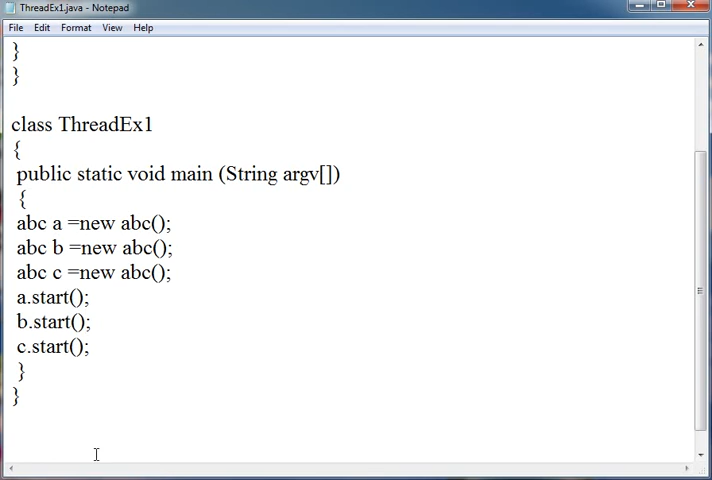 ThreadEx1.java - Notepad
File Edit Format View Help
}
}
class ThreadEx1
{
public static void main (String argv[])
{
abc a =new abc();
abc b =new abc();
abc c =new abc();
a.start();
b.start();
c.start();
}
}